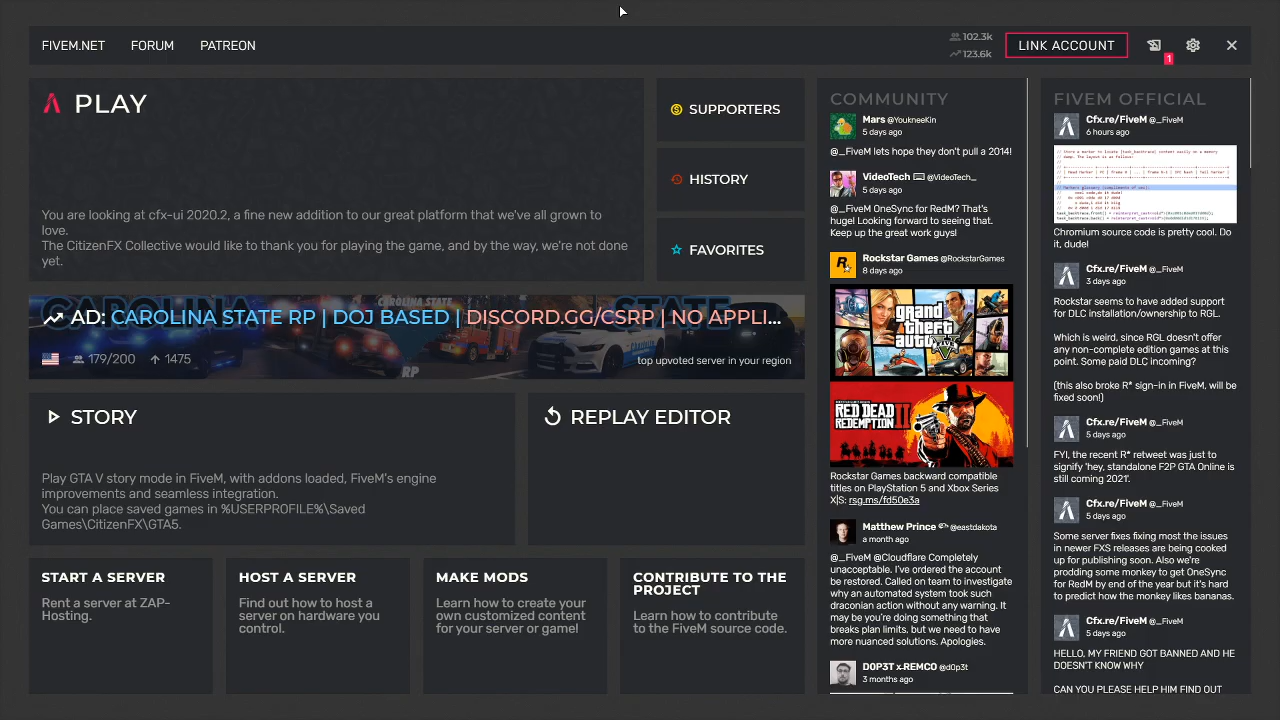 FIVEM.NET
FORUM
PATREON
102.3k
123.6k
LINK ACCOUNT
1
PLAY
You are looking at cfx-ui 2020.2, a fine new addition to our great platform that we've all grown to
love.
The CitizenFX Collective would like to thank you for playing the game, and by the way, we're not done
yet.
SUPPORTERS
HISTORY
FAVORITES
AD: CAROLINA STATE RP | DOJ BASED | DISCORD.GG/CSRP | NO APPLI...
179/200
1475
top upvoted server in your region
CAROLINA STATE
RP
STORY
Play GTA V story mode in FiveM, with addons loaded, FiveM's engine
improvements and seamless integration.
You can place saved games in %USERPROFILE%\Saved
Games\CitizenFX\GTA5.
REPLAY EDITOR
START A SERVER
Rent a server at ZAP-
Hosting.
HOST A SERVER
Find out how to host a
server on hardware you
control.
MAKE MODS
Learn how to create your
own customized content
for your server or game!
CONTRIBUTE TO THE
PROJECT
Learn how to contribute
to the FiveM source code.
COMMUNITY
Mars @YoukneeKin
5 days ago
@_FiveM lets hope they don't pull a 2014!
VideoTech @VideoTech_
5 days ago
@_FiveM OneSync for RedM? That's
huge! Looking forward to seeing that.
Keep up the great work guys!
Rockstar Games @RockstarGames
8 days ago
grand
theft
auto
V
RED DEAD
REDEMPTION
II
Rockstar Games backward compatible
titles on PlayStation 5 and Xbox Series
X|S: rsg.ms/fd50e3a
Matthew Prince @eastdakota
a month ago
@_FiveM @Cloudflare Completely
unacceptable. I've ordered the account
be restored. Called on team to investigate
why an automated system took such
draconian action without any warning. It
may be you're doing something that
breaks plan limits, but we need to have
more nuanced solutions. Apologies.
D0P3T x-REMCO @d0p3t
3 months ago
FIVEM OFFICIAL
Cfx.re/FiveM @_FiveM
6 hours ago
Chromium source code is pretty cool. Do
it, dude!
Cfx.re/FiveM @_FiveM
3 days ago
Rockstar seems to have added support
for DLC installation/ownership to RGL.
Which is weird, since RGL doesn't offer
any non-complete edition games at this
point. Some paid DLC incoming?
(this also broke R* sign-in in FiveM, will be
fixed soon!)
Cfx.re/FiveM @_FiveM
5 days ago
FYI, the recent R* retweet was just to
signify 'hey, standalone F2P GTA Online is
still coming 2021'.
Cfx.re/FiveM @_FiveM
5 days ago
Some server fixes fixing most the issues
in newer FXS releases are being cooked
up for publishing soon. Also we're
prodding some monkey to get OneSync
for RedM by end of the year but it's hard
to predict how the monkey likes bananas.
Cfx.re/FiveM @_FiveM
5 days ago
HELLO, MY FRIEND GOT BANNED AND HE
DOESN'T KNOW WHY
CAN YOU PLEASE HELP HIM FIND OUT